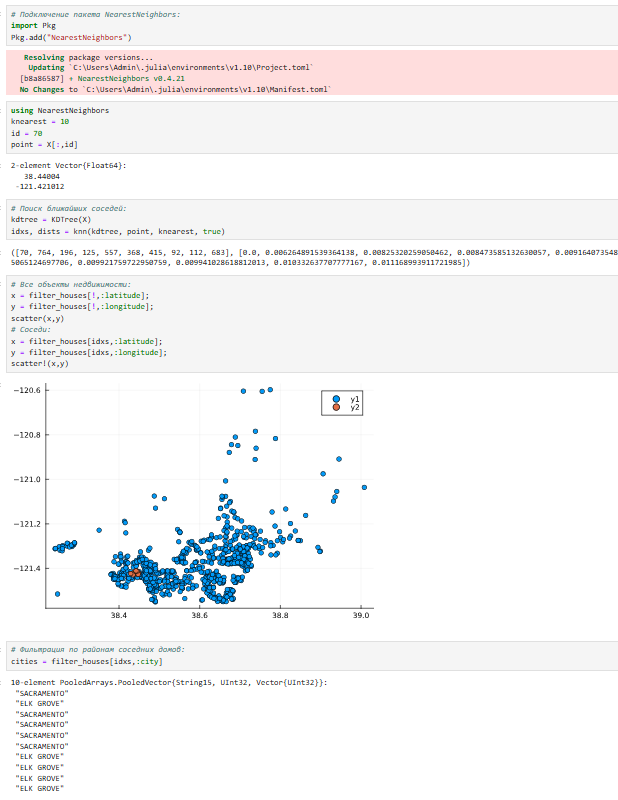 # Подключение пакета NearestNeighbors:
import Pkg
Pkg.add("NearestNeighbors")
Resolving package versions...
Updating `C:\Users\Admin\.julia\environments\v1.10\Project.toml`
[b8a86587] + NearestNeighbors v0.4.21
No Changes to `C:\Users\Admin\.julia\environments\v1.10\Manifest.toml`
using NearestNeighbors
knearest = 10
id = 70
point = X[:,id]
2-element Vector{Float64}:
38.44004
-121.421012
# Поиск ближайших соседей:
kdtree = KDTree(X)
idxs, dists = knn(kdtree, point, knearest, true)
([70, 764, 196, 125, 557, 368, 415, 92, 112, 683], [0.0, 0.006264891539364138, 0.00825320259050462, 0.008473585132630057, 0.009164073548
5065124697706, 0.009921759722950759, 0.009941028618812013, 0.010332637707777167, 0.011168993911721985])
# Все объекты недвижимости:
x = filter_houses[!,:latitude];
y = filter_houses[!,:longitude];
scatter(x,y)
# Соседи:
x = filter_houses[idxs,:latitude];
y = filter_houses[idxs,:longitude];
scatter!(x,y)
-120.6
y1
y2
-120.8
-121.0
-121.2
-121.4
38.4 38.6 38.8 39.0
# Фильтрация по районам соседних домов:
cities = filter_houses[idxs,:city]
10-element PooledArrays.PooledVector{String15, UInt32, Vector{UInt32}}:
"SACRAMENTO"
"ELK GROVE"
"SACRAMENTO"
"SACRAMENTO"
"SACRAMENTO"
"SACRAMENTO"
"ELK GROVE"
"ELK GROVE"
"ELK GROVE"
"ELK GROVE"